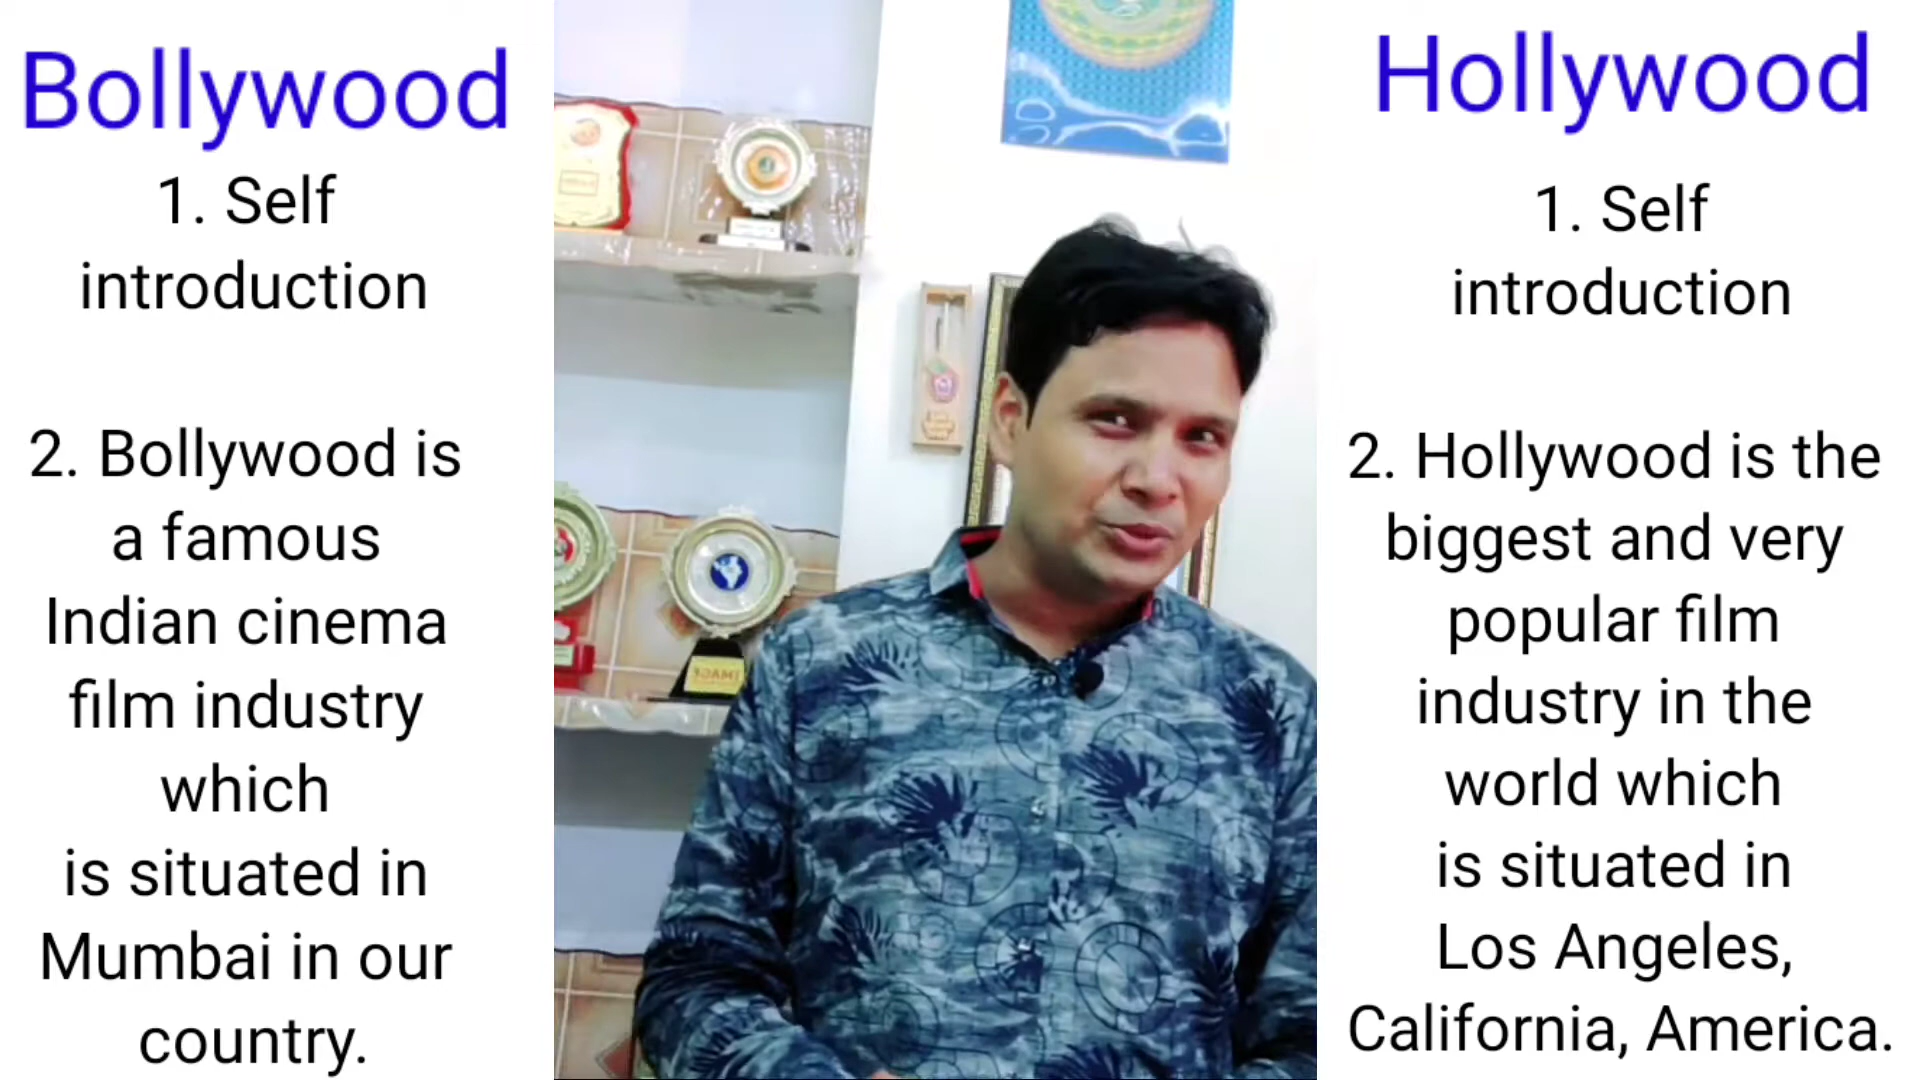 Bollywood
1. Self
introduction
2. Bollywood is
a famous
Indian cinema
film industry
which
is situated in
Mumbai in our
country.
Hollywood
1. Self
introduction
2. Hollywood is the
biggest and very
popular film
industry in the
world which
is situated in
Los Angeles,
California, America.